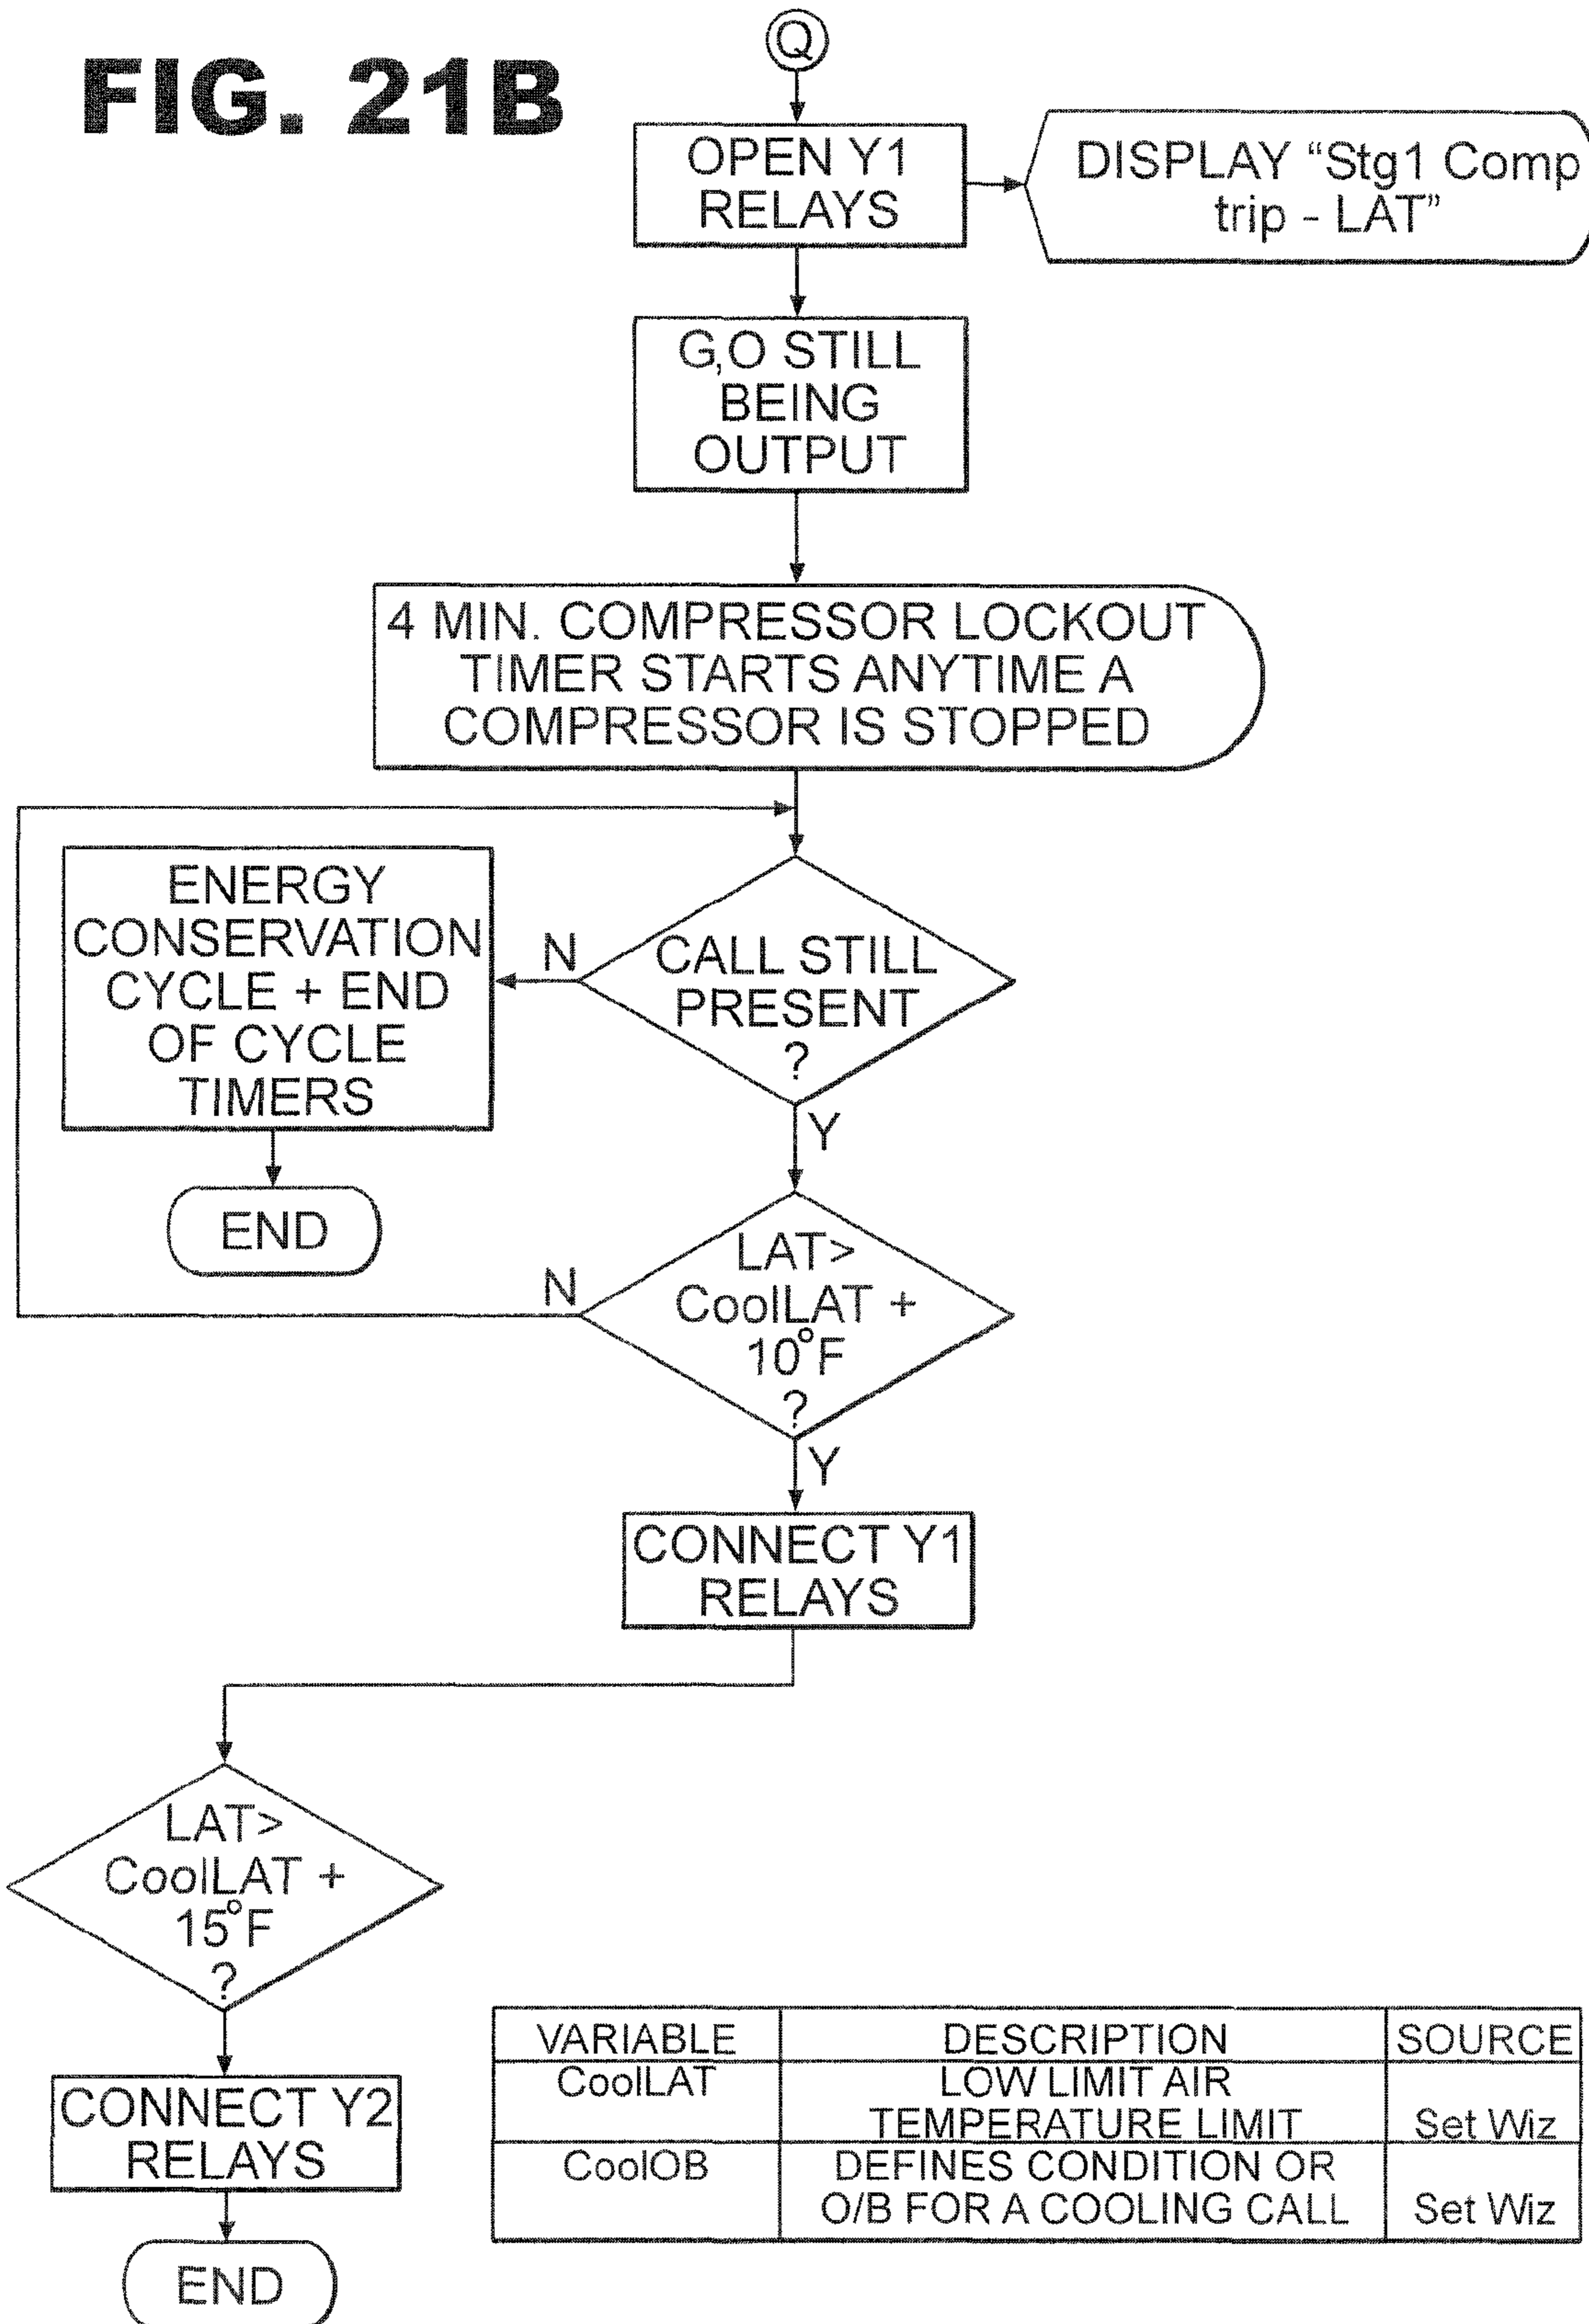 FIG. 21B
Q
OPEN Y1
RELAYS
DISPLAY “Stg1 Comp
trip - LAT”
G,O STILL
BEING
OUTPUT
4 MIN. COMPRESSOR LOCKOUT
TIMER STARTS ANYTIME A
COMPRESSOR IS STOPPED
ENERGY
CONSERVATION
CYCLE + END
OF CYCLE
TIMERS
N
CALL STILL
PRESENT
?
Y
END
N
LAT>
CoolLAT +
10°F
?
Y
CONNECT Y1
RELAYS
LAT>
CoolLAT +
15°F
?
CONNECT Y2
RELAYS
END
VARIABLE DESCRIPTION SOURCE
CoolLAT LOW LIMIT AIR
TEMPERATURE LIMIT Set Wiz
CoolOB DEFINES CONDITION OR
O/B FOR A COOLING CALL Set Wiz